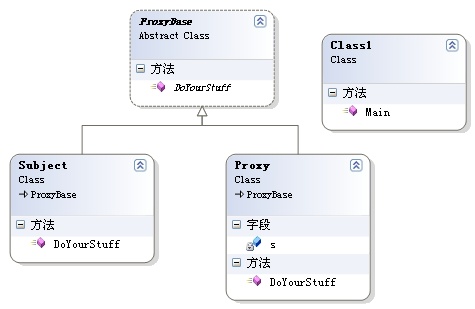 ProxyBase
Abstract Class
方法
DoYourStuff
Class1
Class
方法
Main
Subject
Class
ProxyBase
方法
DoYourStuff
Proxy
Class
ProxyBase
字段
s
方法
DoYourStuff